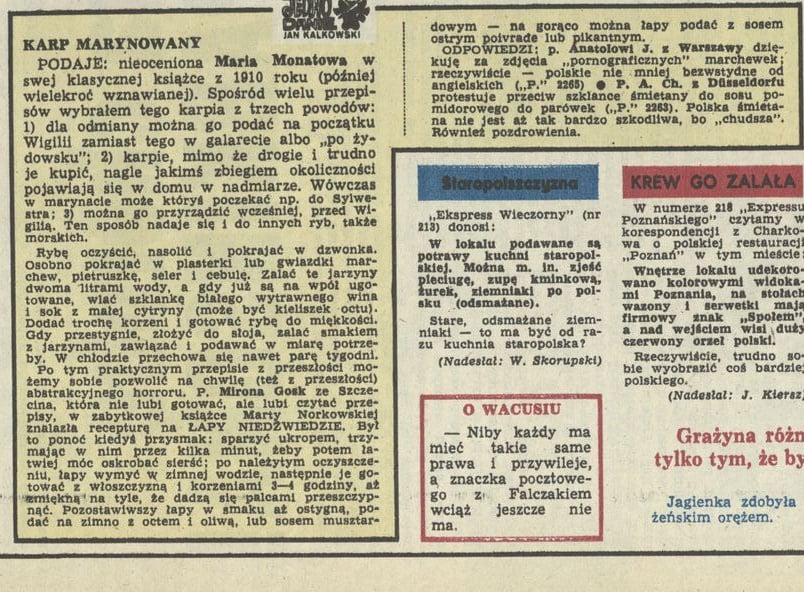 JEDNO
DANIE
JAN KALKOWSKI
KARP MARYNOWANY
PODAJE: nieoceniona Maria Monatowa w
swej klasycznej książce z 1910 roku (później
wielekroć wznawianej). Spośród wielu przepi-
sów wybrałem tego karpia z trzech powodów:
1) dla odmiany można go podać na początku
Wigilii zamiast tego w galarecie albo „po ży-
dowsku”; 2) karpie, mimo że drogie i trudno
je kupić, nagle jakimś zbiegiem okoliczności
pojawiają się w domu w nadmiarze. Wówczas
w marynacie może któryś poczekać np. do Sylwe-
stra; 3) można go przyrządzić wcześniej, przed Wi-
gilią. Ten sposób nadaje się i do innych ryb, także
morskich.
Rybę oczyścić, nasolić i pokrajać w dzwonka.
Osobno pokrajać w plasterki lub gwiazdki mar-
chew, pietruszkę, seler i cebulę. Zalać te jarzyny
dwoma litrami wody, a gdy już są na wpół ugo-
towane, wlać szklankę białego wytrawnego wina
i sok z małej cytryny (może być kieliszek octu).
Dodać trochę korzeni i gotować rybę do miękkości.
Gdy przestygnie, złożyć do słoja, zalać smakiem
z jarzynami, zawiązać i podawać w miarę potrze-
by. W chłodzie przechowa się nawet parę tygodni.
Po tym praktycznym przepisie z przeszłości mo-
żemy sobie pozwolić na chwilę (też z przeszłości)
abstrakcyjnego horroru. P. Mirona Gosk ze Szcze-
cina, która nie lubi gotować, ale lubi czytać prze-
pisy, w zabytkowej książce Marty Norkowskiej
znalazła recepturę na ŁAPY NIEDŹWIEDZIE. Był
to ponoć kiedyś przysmak: sparzyć ukropem, trzy-
mając w nim przez kilka minut, żeby potem ła-
twiej móc oskrobać sierść; po należytym oczyszcze-
niu, łapy wymyć w zimnej wodzie, następnie je go-
tować z włoszczyzną i korzeniami 3—4 godziny, aż
zmiękną na tyle, że dadzą się palcami przeszczyp-
nąć. Pozostawiwszy łapy w smaku aż ostygną, po-
dać na zimno z octem i oliwą, lub sosem musztar-
dowym — na gorąco można łapy podać z sosem
ostrym poivrade lub pikantnym.
ODPOWIEDZI: p. Anatolowi J. z Warszawy dzię-
kuję za zdjęcia „pornograficznych” marchewek;
rzeczywiście — polskie nie mniej bezwstydne od
angielskich („P.” 2265) ● P. A. Ch. z Düsseldorfu
protestuje przeciw szklance śmietany do sosu po-
midorowego do parówek („P.” 2263). Polska śmieta-
na nie jest aż tak bardzo szkodliwa, bo „chudsza”.
Również pozdrowienia.
Staropolszczyzna
„Ekspress Wieczorny” (nr
213) donosi:
W lokalu podawane są
potrawy kuchni staropol-
skiej. Można m. in. zjeść
pieciugę, zupę kminkową,
żurek, ziemniaki po pol-
sku (odsmażane).
Stare, odsmażane ziem-
niaki — to ma być od ra-
zu kuchnia staropolska?
(Nadesłał: W. Skorupski)
O WACUSIU
— Niby każdy ma
mieć takie same
prawa i przywileje,
a znaczka pocztowe-
go z Falczakiem
wciąż jeszcze nie
ma.
KREW GO ZALAŁA
W numerze 218 „Expressu
Poznańskiego” czytamy w
korespondencji z Charko-
wa o polskiej restauracji
„Poznań” w tym mieście:
Wnętrze lokalu udekoro-
wano kolorowymi widoka-
mi Poznania, na stołach
wazony i serwetki mają
firmowy znak „Społem”,
a nad wejściem wisi duży
czerwony orzeł polski.
Rzeczywiście, trudno so-
bie wyobrazić coś bardziej
polskiego.
(Nadesłał: J. Kiersz
Grażyna różn
tylko tym, że by
Jagienka zdobyła
żeńskim orężem.